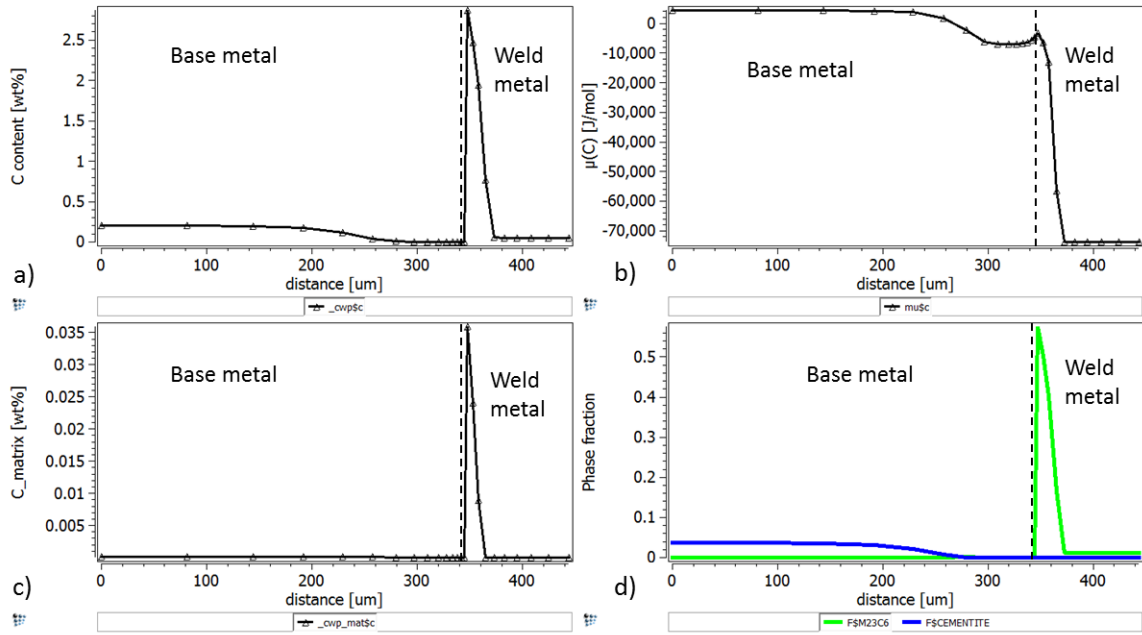 C content [wt%]
2.5
2
1.5
1
0.5
0
Base metal
Weld
metal
0
100
200
300
400
distance [um]
a)
_cwp$c
μ(C) [J/mol]
0
-10,000
-20,000
-30,000
-40,000
-50,000
-60,000
-70,000
Base metal
Weld
metal
0
100
200
300
400
distance [um]
b)
mu$c
C_matrix [wt%]
0.035
0.03
0.025
0.02
0.015
0.01
0.005
Base metal
Weld
metal
0
100
200
300
400
distance [um]
c)
_cwp_mat$c
Phase fraction
0.5
0.4
0.3
0.2
0.1
0
Base metal
Weld
metal
0
100
200
300
400
distance [um]
d)
F$M23C6
F$CEMENTITE